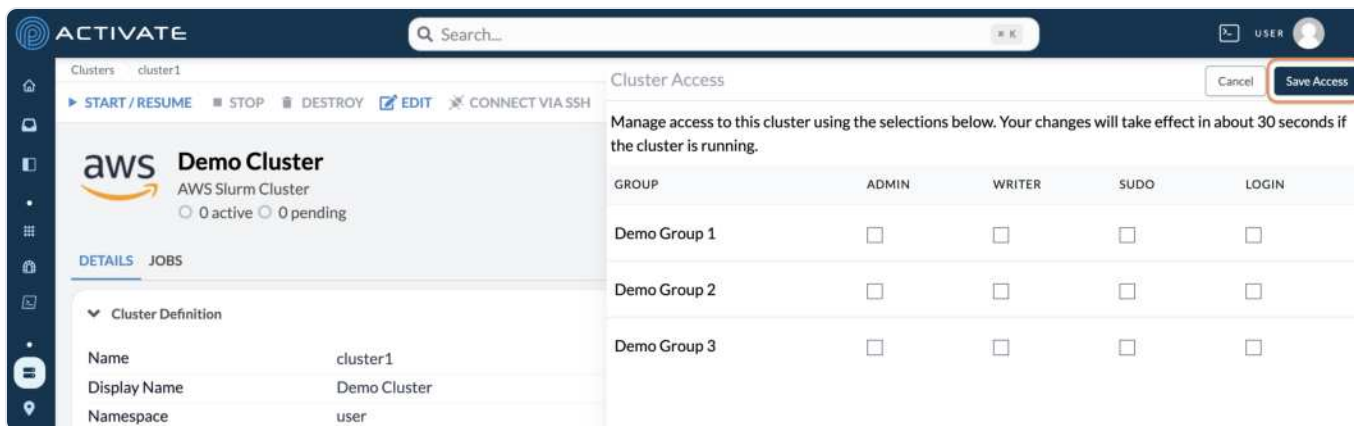 ACTIVATE
Search...
⌘ K
USER
Clusters cluster1
START / RESUME STOP DESTROY EDIT CONNECT VIA SSH
aws
Demo Cluster
AWS Slurm Cluster
0 active 0 pending
DETAILS JOBS
Cluster Definition
Name cluster1
Display Name Demo Cluster
Namespace user
Cluster Access
Cancel Save Access
Manage access to this cluster using the selections below. Your changes will take effect in about 30 seconds if
the cluster is running.
GROUP ADMIN WRITER SUDO LOGIN
Demo Group 1
Demo Group 2
Demo Group 3